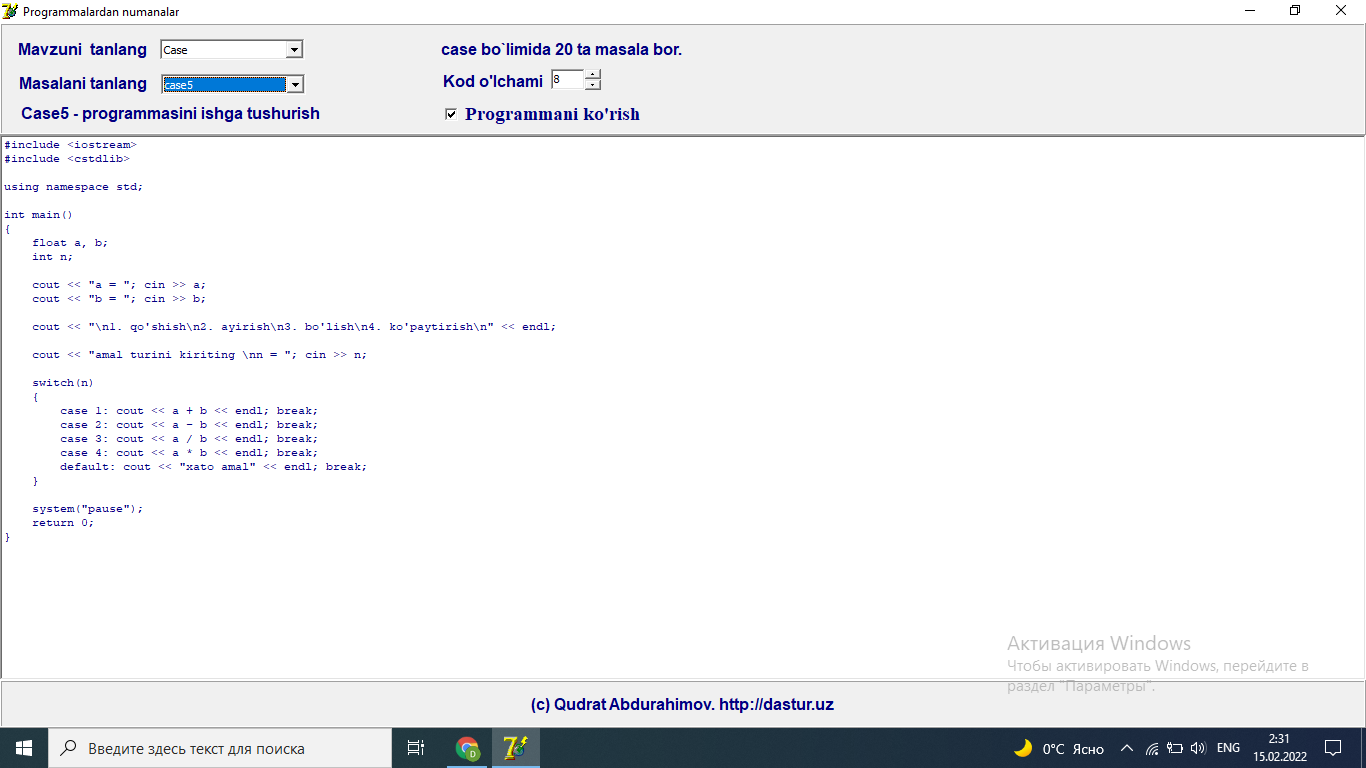 Programmalardan numanalar
Mavzuni tanlang Case
case bo`limida 20 ta masala bor.
Masalani tanlang case5
Kod o'lchami 8
Case5 - programmasini ishga tushurish
Programmani ko'rish
#include <iostream>
#include <cstdlib>
using namespace std;
int main()
{
float a, b;
int n;
cout << "a = "; cin >> a;
cout << "b = "; cin >> b;
cout << "\n1. qo'shish\n2. ayirish\n3. bo'lish\n4. ko'paytirish\n" << endl;
cout << "amal turini kiriting \nn = "; cin >> n;
switch(n)
{
case 1: cout << a + b << endl; break;
case 2: cout << a - b << endl; break;
case 3: cout << a / b << endl; break;
case 4: cout << a * b << endl; break;
default: cout << "xato amal" << endl; break;
}
system("pause");
return 0;
}
Активация Windows
Чтобы активировать Windows, перейдите в
раздел "Параметры".
(c) Qudrat Abdurahimov. http://dastur.uz
Введите здесь текст для поиска
D
7
0°C Ясно
ENG
2:31
15.02.2022